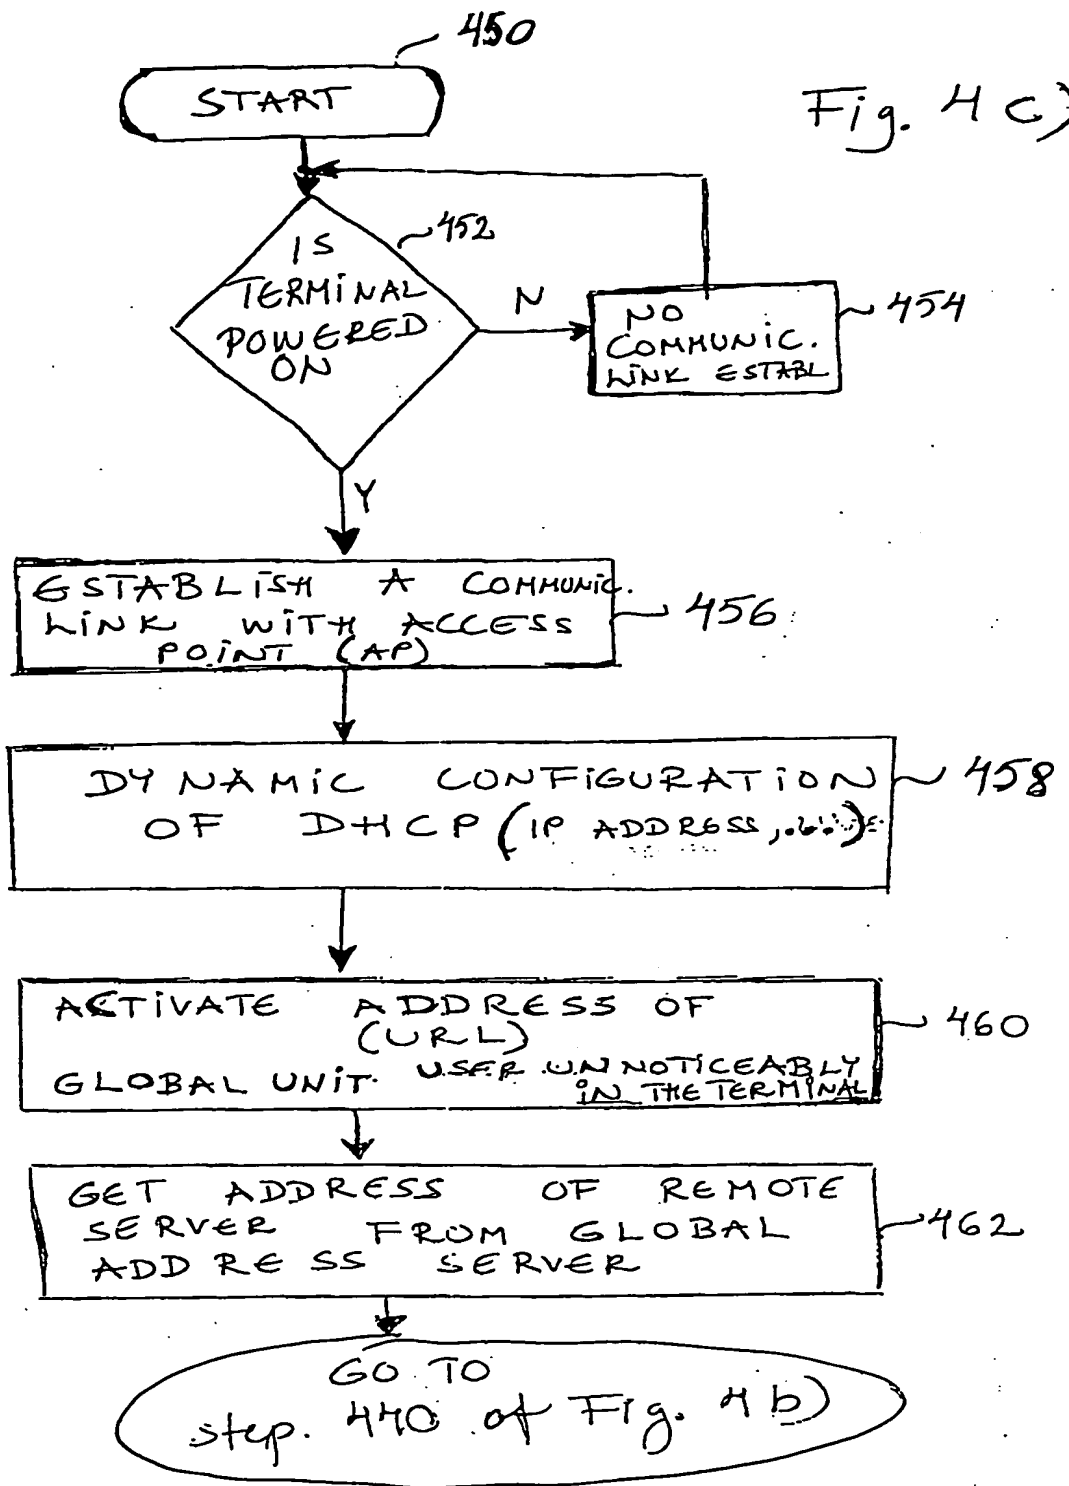 450
START
Fig. 4 c)
452
IS
TERMINAL
POWERED
ON
N
NO
COMMUNIC.
LINK ESTABL
454
Y
ESTABLISH A COMMUNIC.
LINK WITH ACCESS
POINT (AP)
456
DYNAMIC CONFIGURATION
OF DHCP (IP ADDRESS,...)
458
ACTIVATE ADDRESS OF
(URL)
GLOBAL UNIT. USER UNNOTICEABLY
IN THE TERMINAL
460
GET ADDRESS OF REMOTE
SERVER FROM GLOBAL
ADDRESS SERVER
462
GO TO
step. 440 of Fig. 4 b)